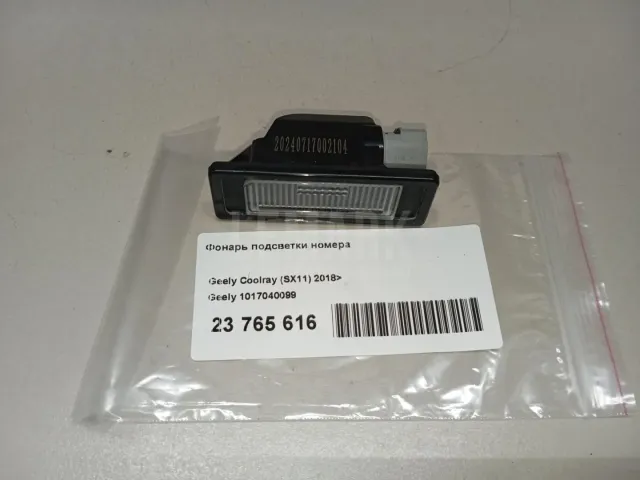 20240717002104
Фонарь подсветки номера
Geely Coolray (SX11) 2018>
Geely 1017040099
23 765 616